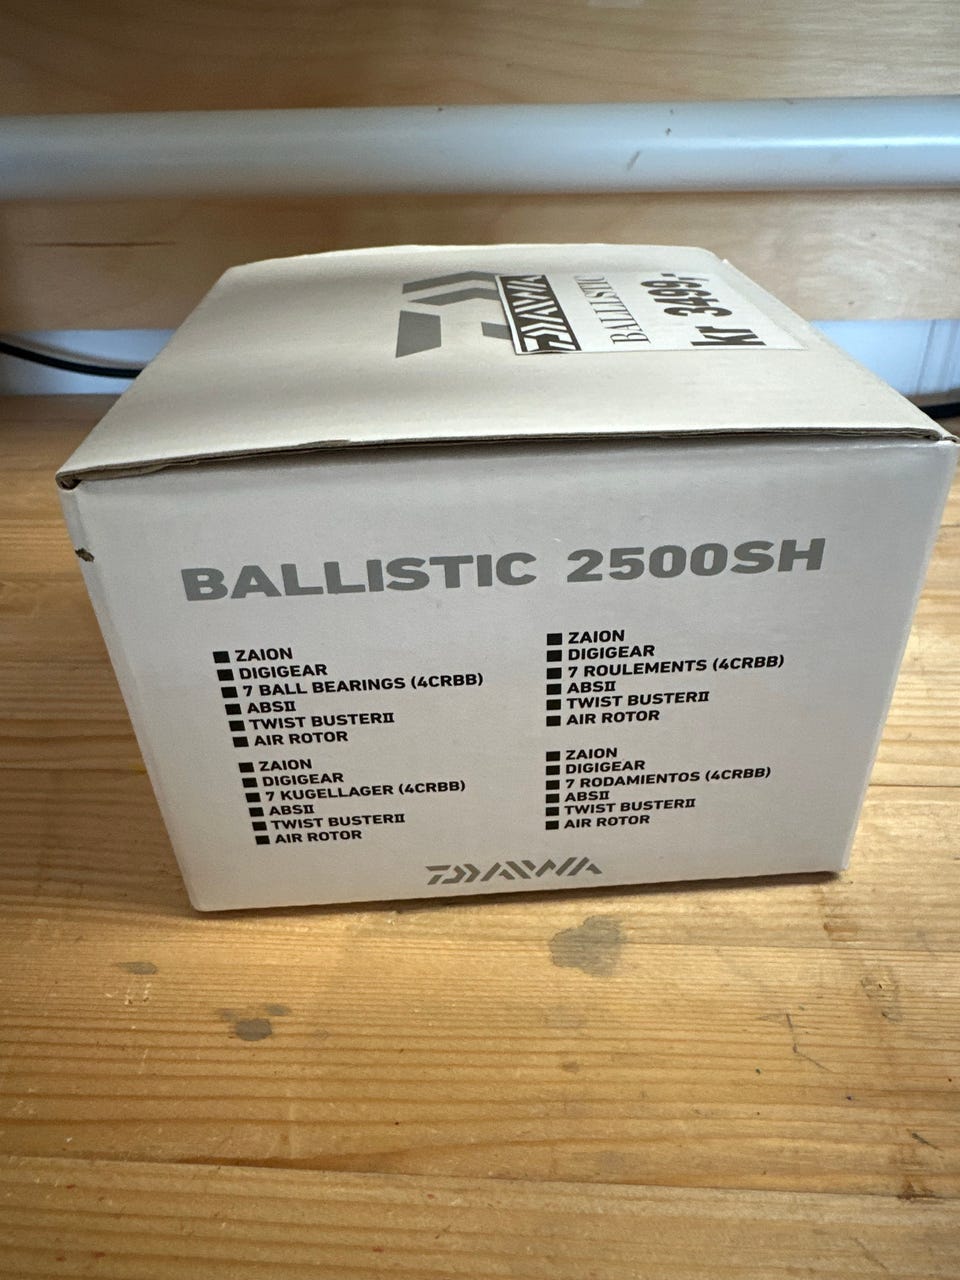 DAIWA
BALLISTIC
kr 3499,-
BALLISTIC 2500SH
ZAION
DIGIGEAR
7 BALL BEARINGS (4CRBB)
ABSⅡ
TWIST BUSTERⅡ
AIR ROTOR
ZAION
DIGIGEAR
7 ROULEMENTS (4CRBB)
ABSⅡ
TWIST BUSTERⅡ
AIR ROTOR
ZAION
DIGIGEAR
7 KUGELLAGER (4CRBB)
ABSⅡ
TWIST BUSTERⅡ
AIR ROTOR
ZAION
DIGIGEAR
7 RODAMIENTOS (4CRBB)
ABSⅡ
TWIST BUSTERⅡ
AIR ROTOR
DAIWA